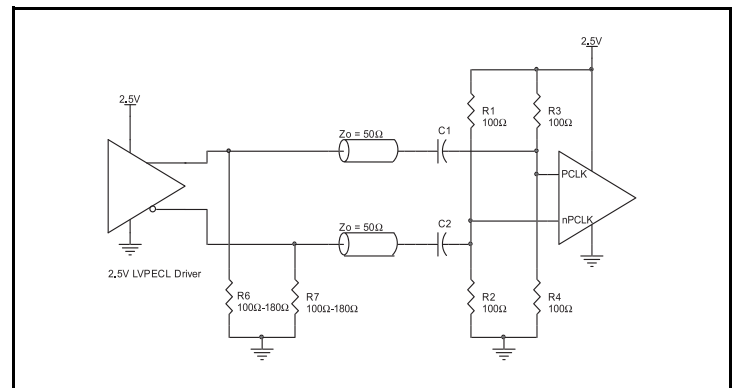 2.5V
2.5V
R1
100Ω
R3
100Ω
Zo = 50Ω
C1
PCLK
nPCLK
Zo = 50Ω
C2
2.5V LVPECL Driver
R6
100Ω-180Ω
R7
100Ω-180Ω
R2
100Ω
R4
100Ω